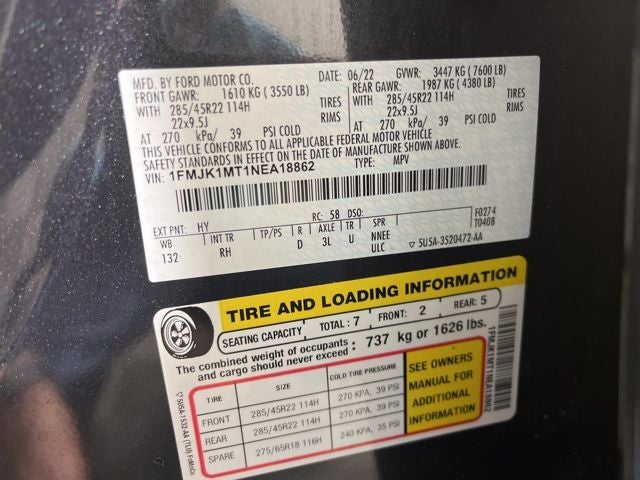 MFD. BY FORD MOTOR CO. DATE: 06/22 GVWR: 3447 KG (7600 LB)
FRONT GAWR: 1610 KG (3550 LB) REAR GAWR: 1987 KG (4380 LB)
WITH 285/45R22 114H TIRES WITH 285/45R22 114H TIRES
22x9.5J RIMS 22x9.5J RIMS
AT 270 kPa/ 39 PSI COLD AT 270 kPa/ 39 PSI COLD
THIS VEHICLE CONFORMS TO ALL APPLICABLE FEDERAL MOTOR VEHICLE
SAFETY STANDARDS IN EFFECT ON THE DATE OF MANUFACTURE SHOWN ABOVE.
VIN: 1FMJK1MT1NEA18862 TYPE: MPV
EXT PNT: HY RC: 58 DSO: F0274
WB INT TR TP/PS R AXLE TR SPR T0408
132 RH D 3L U NNEE
ULC ▽ 5U5A-3520472-AA
TIRE AND LOADING INFORMATION
SEATING CAPACITY TOTAL: 7 FRONT: 2 REAR: 5
The combined weight of occupants
and cargo should never exceed : 737 kg or 1626 lbs.
TIRE SIZE COLD TIRE PRESSURE
FRONT 285/45R22 114H 270 KPA, 39 PSI
REAR 285/45R22 114H 270 KPA, 39 PSI
SPARE 275/65R18 116H 240 KPA, 35 PSI
SEE OWNERS
MANUAL FOR
ADDITIONAL
INFORMATION
1FMJK1MT1NEA18862
▽ 5U5A-1532-AA (TLU) FoMoCo